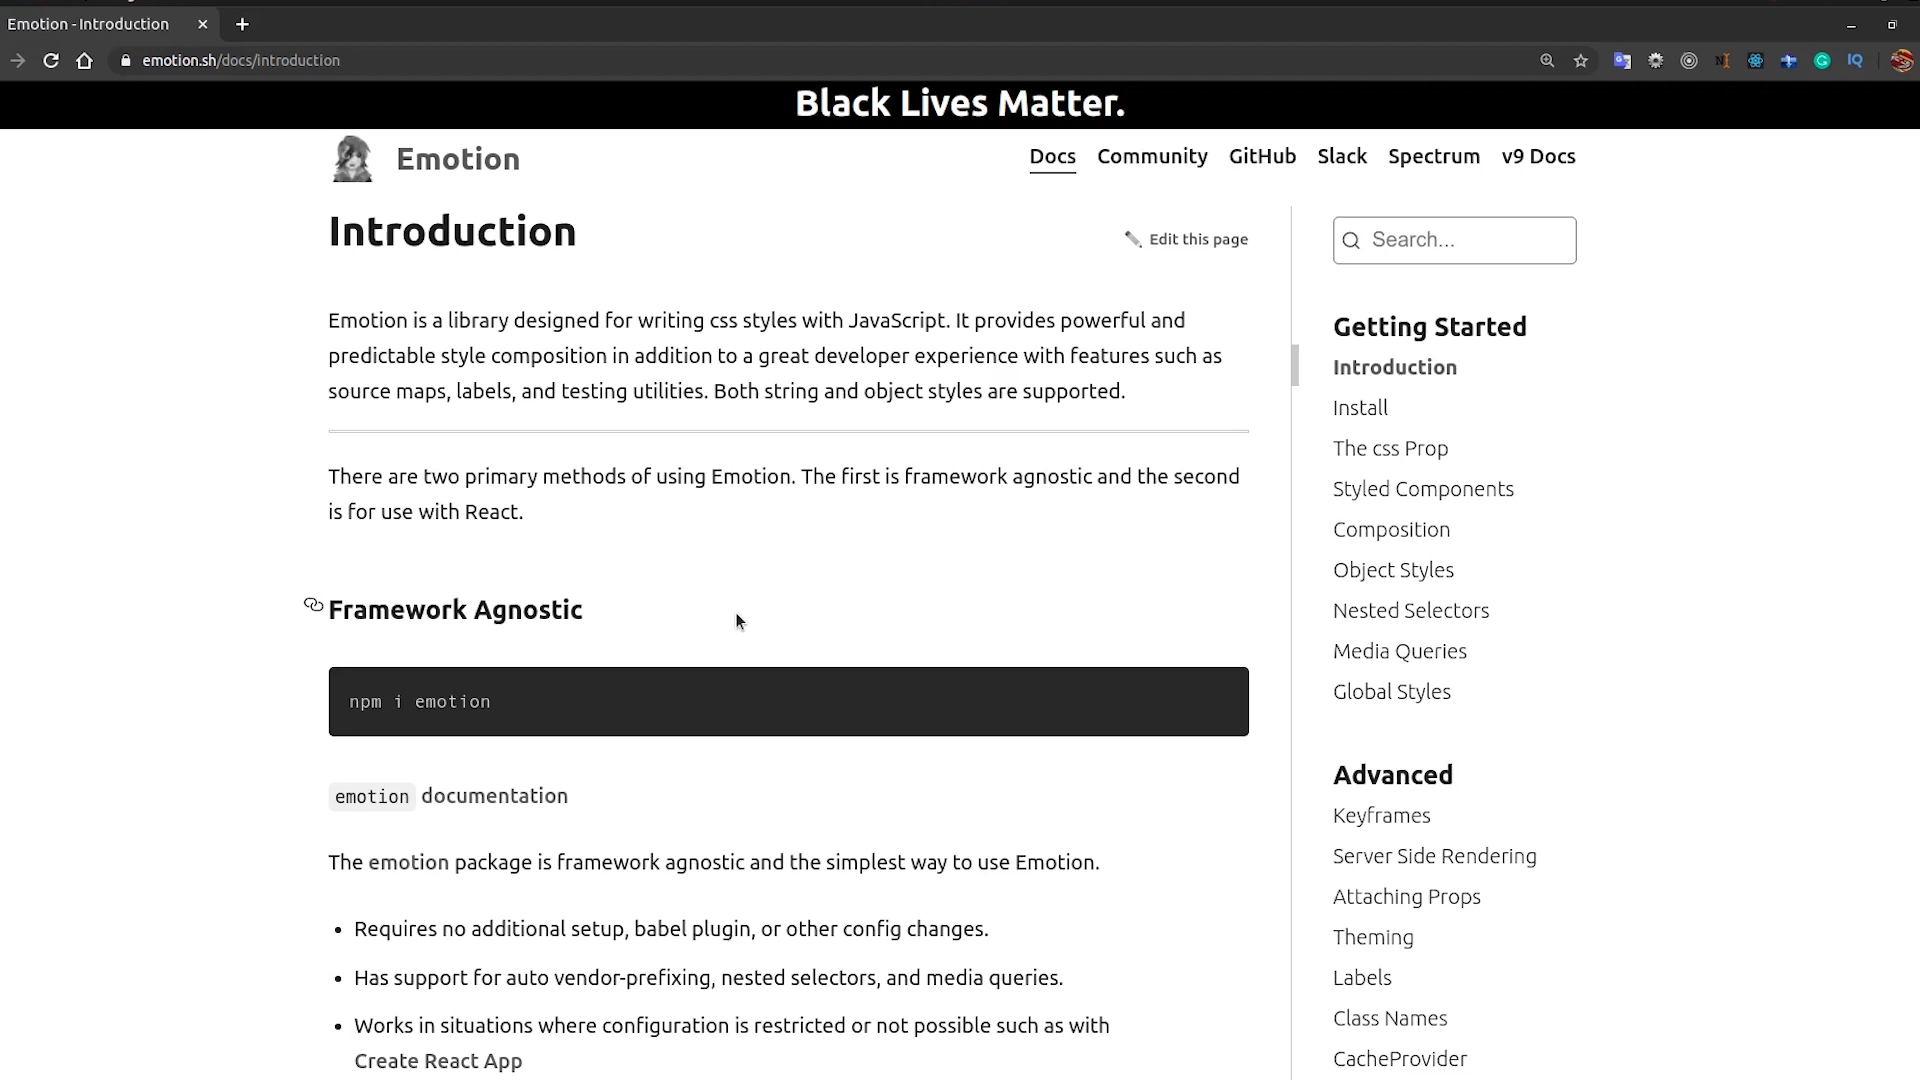 Emotion - Introduction
emotion.sh/docs/introduction
IQ
Black Lives Matter.
Emotion
Docs Community GitHub Slack Spectrum v9 Docs
Introduction
Edit this page
Emotion is a library designed for writing css styles with JavaScript. It provides powerful and
predictable style composition in addition to a great developer experience with features such as
source maps, labels, and testing utilities. Both string and object styles are supported.
There are two primary methods of using Emotion. The first is framework agnostic and the second
is for use with React.
Framework Agnostic
npm i emotion
emotion documentation
The emotion package is framework agnostic and the simplest way to use Emotion.
• Requires no additional setup, babel plugin, or other config changes.
• Has support for auto vendor-prefixing, nested selectors, and media queries.
• Works in situations where configuration is restricted or not possible such as with
Create React App
Search...
Getting Started
Introduction
Install
The css Prop
Styled Components
Composition
Object Styles
Nested Selectors
Media Queries
Global Styles
Advanced
Keyframes
Server Side Rendering
Attaching Props
Theming
Labels
Class Names
CacheProvider